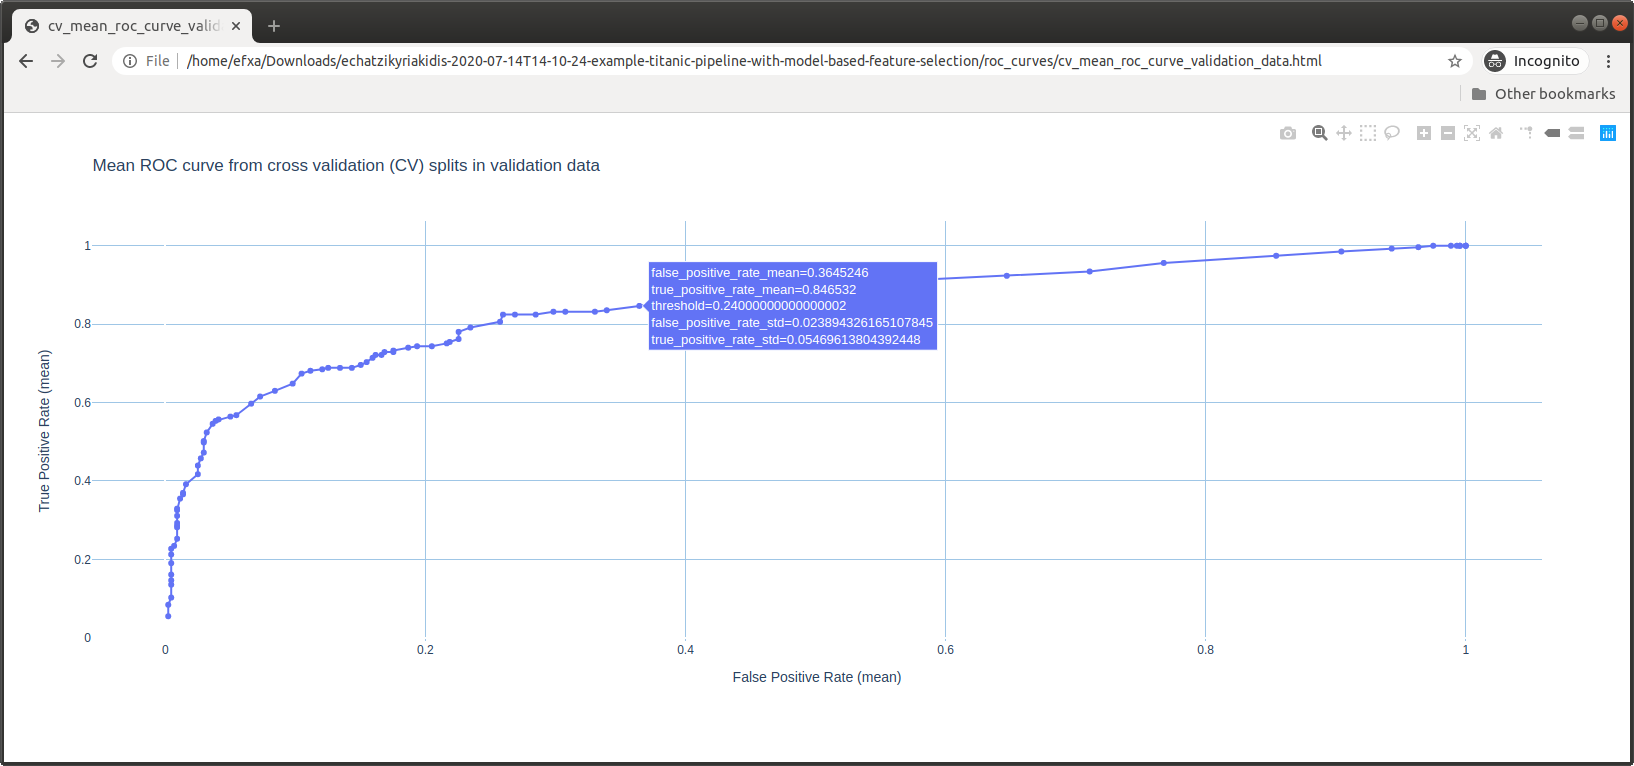 cv_mean_roc_curve_valid
File
/home/efxa/Downloads/echatzikyriakidis-2020-07-14T14-10-24-example-titanic-pipeline-with-model-based-feature-selection/roc_curves/cv_mean_roc_curve_validation_data.html
Incognito
Other bookmarks
Mean ROC curve from cross validation (CV) splits in validation data
1
0.8
0.6
0.4
0.2
0
True Positive Rate (mean)
false_positive_rate_mean=0.3645246
true_positive_rate_mean=0.846532
threshold=0.24000000000000002
false_positive_rate_std=0.023894326165107845
true_positive_rate_std=0.05469613804392448
0 0.2 0.4 0.6 0.8 1
False Positive Rate (mean)